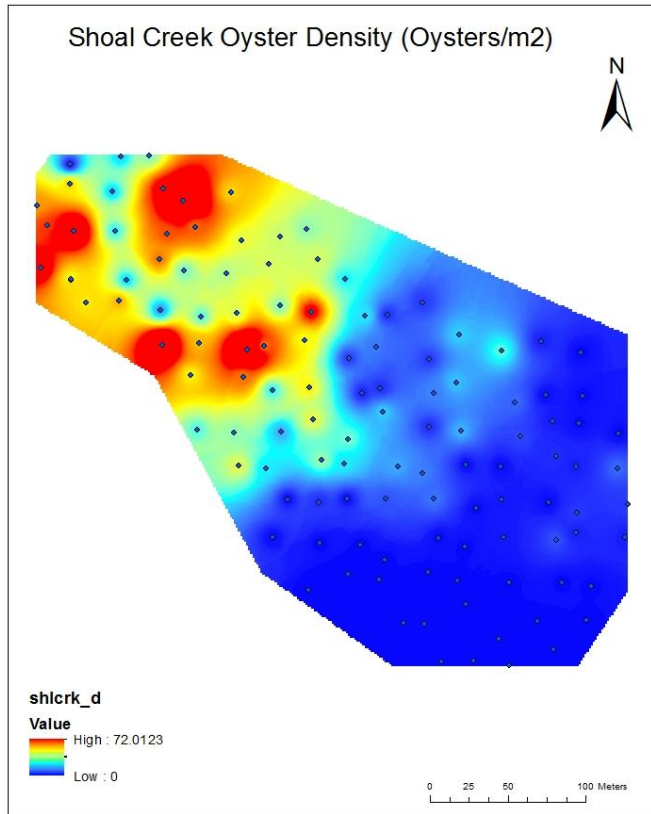 Shoal Creek Oyster Density (Oysters/m2)
N
shlcrk_d
Value
High : 72.0123
Low : 0
0 25 50 100 Meters